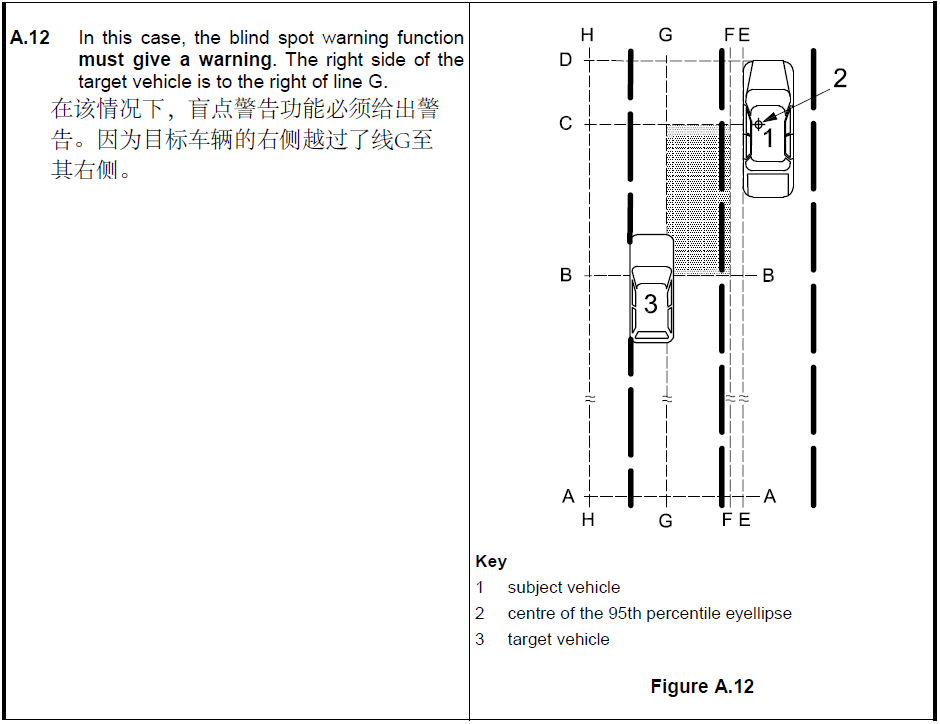 A.12 In this case, the blind spot warning function
must give a warning. The right side of the
target vehicle is to the right of line G.
在该情况下，盲点警告功能必须给出警
告。因为目标车辆的右侧越过了线G至
其右侧。
H G F E
D
2
C
1
B B
3
A A
H G F E
Key
1 subject vehicle
2 centre of the 95th percentile eyellipse
3 target vehicle
Figure A.12